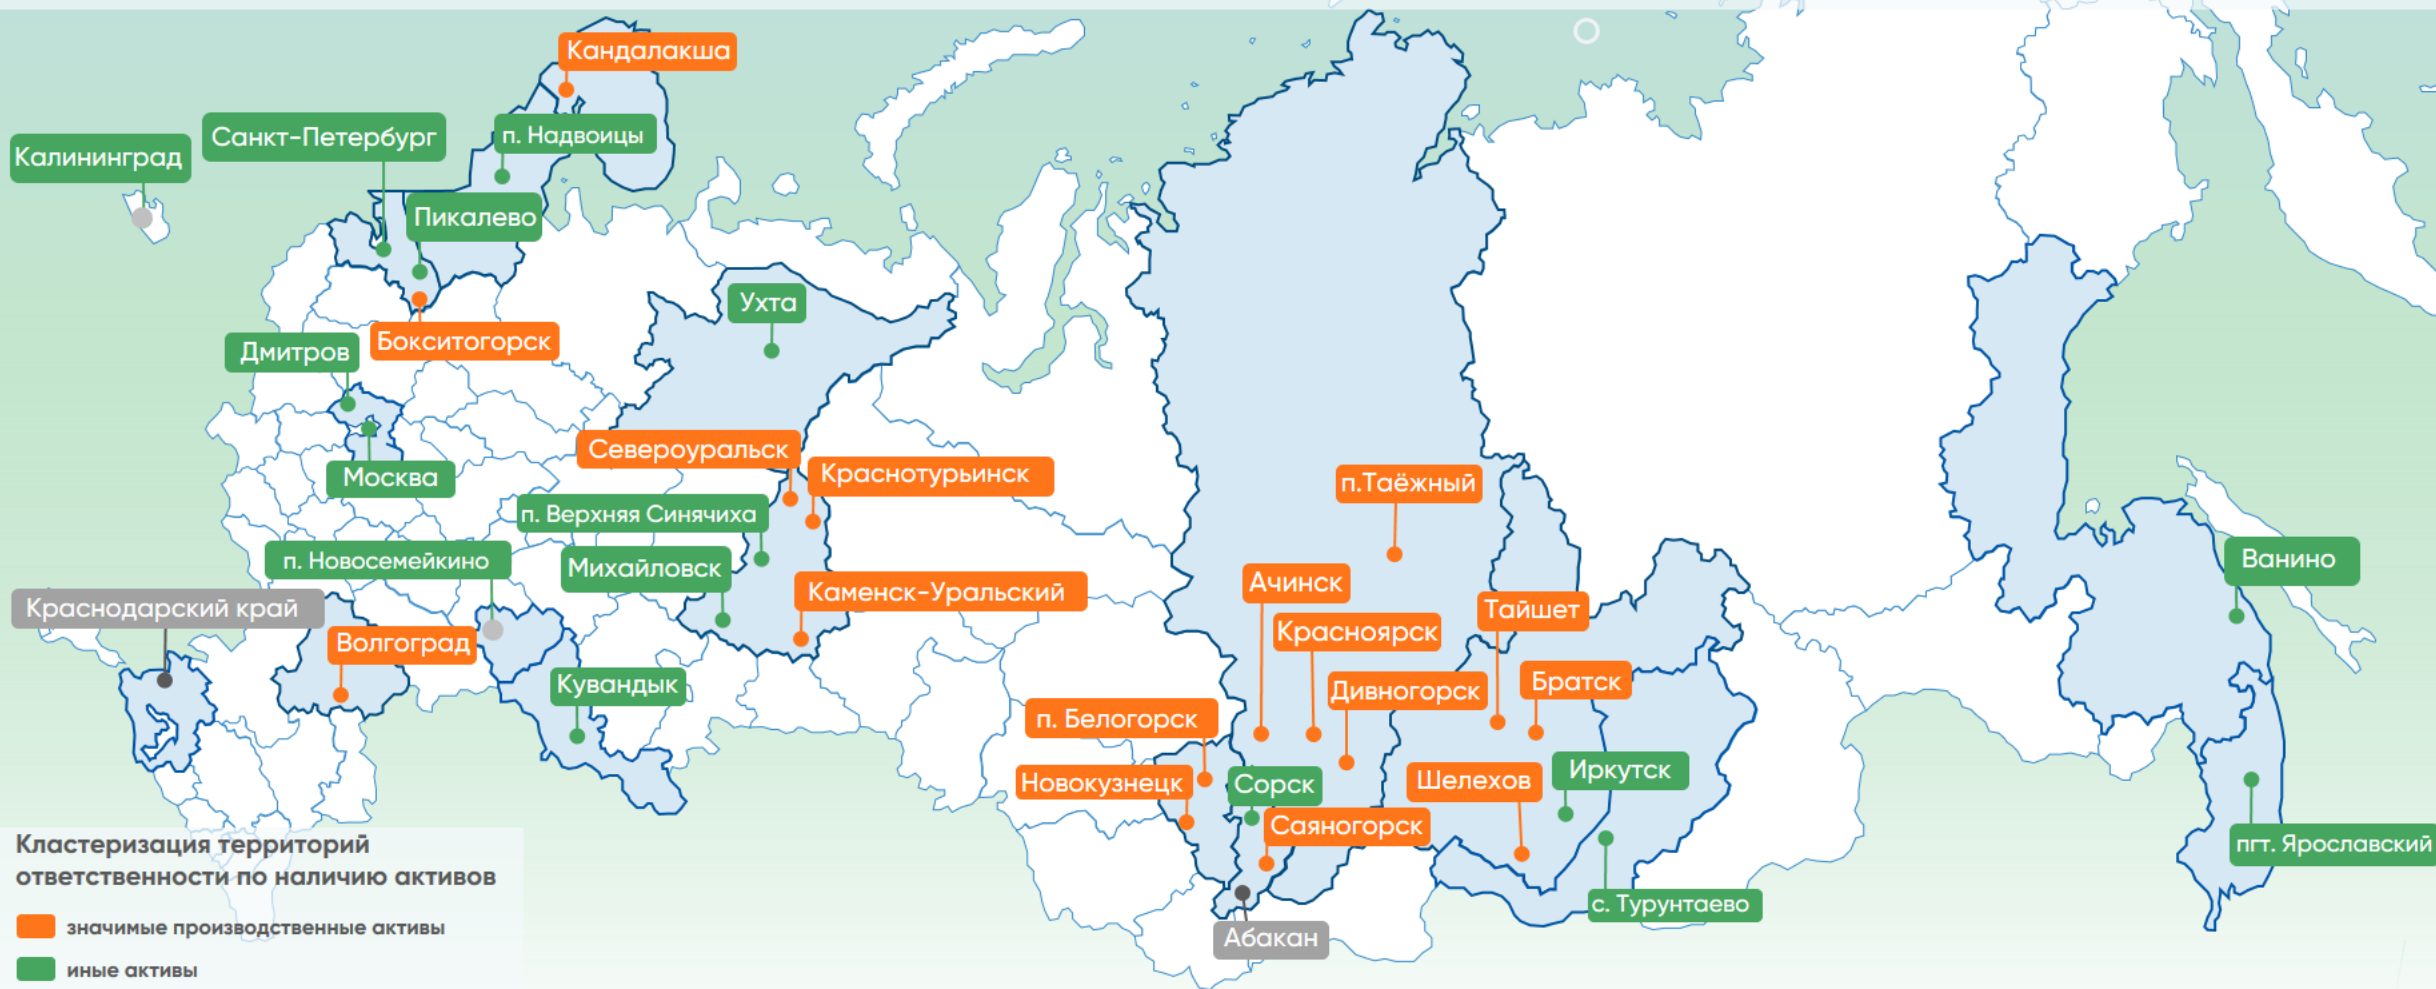 Кандалакша
Санкт-Петербург
п. Надвоицы
Калининград
Пикалево
Ухта
Бокситогорск
Дмитров
Североуральск
Краснотурьинск
Москва
п.Таёжный
п. Верхняя Синячиха
п. Новосемейкино
Михайловск
Ванино
Ачинск
Каменск-Уральский
Краснодарский край
Тайшет
Красноярск
Волгоград
Кувандык
Дивногорск
Братск
п. Белогорск
Иркутск
Новокузнецк
Сорск
Шелехов
Саяногорск
пгт. Ярославский
с. Турунтаево
Абакан
Кластеризация территорий
ответственности по наличию активов
значимые производственные активы
иные активы